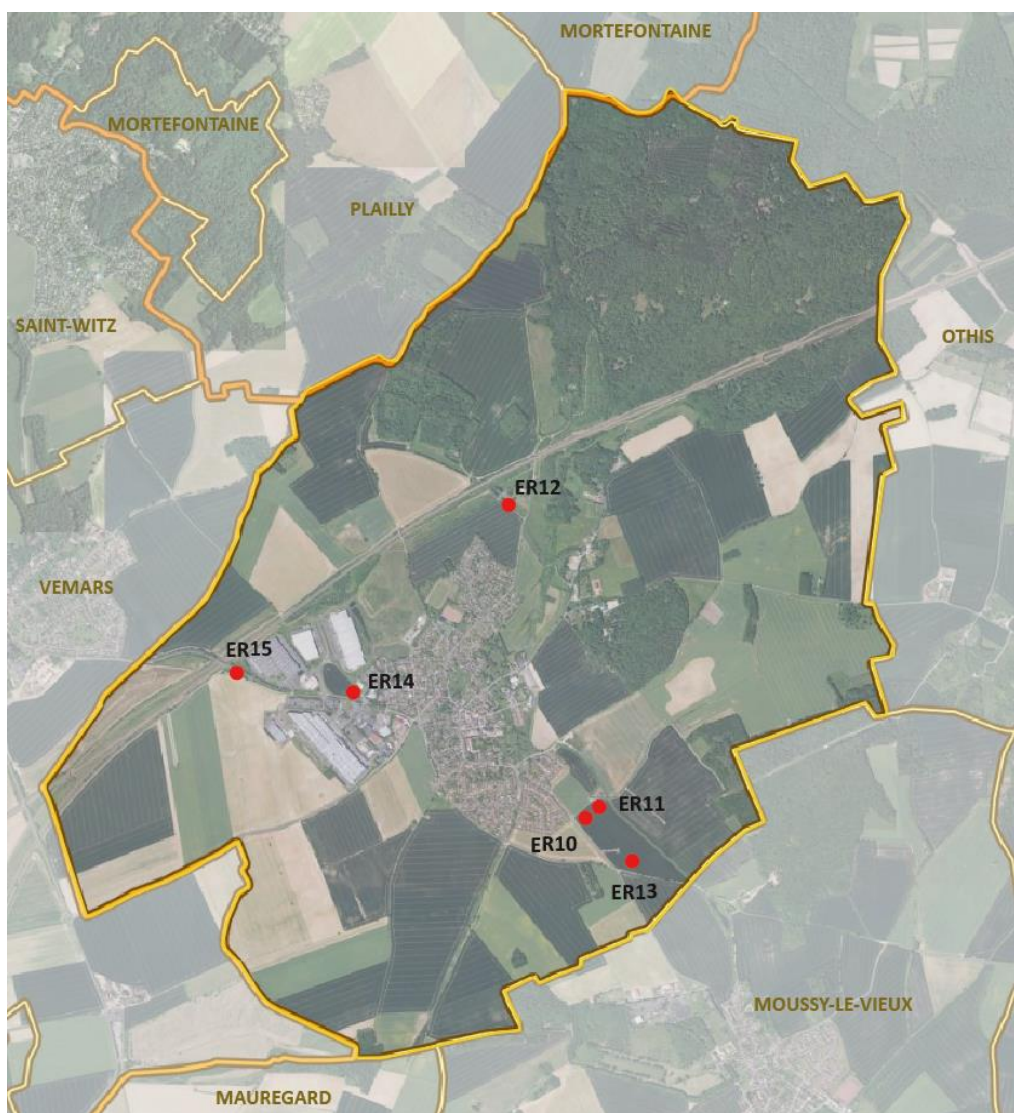 MORTEFONTAINE
MORTEFONTAINE
PLAILLY
SAINT-WITZ
OTHIS
ER12
VEMARS
ER15
ER14
ER11
ER10
ER13
MOUSSY-LE-VIEUX
MAUREGARD